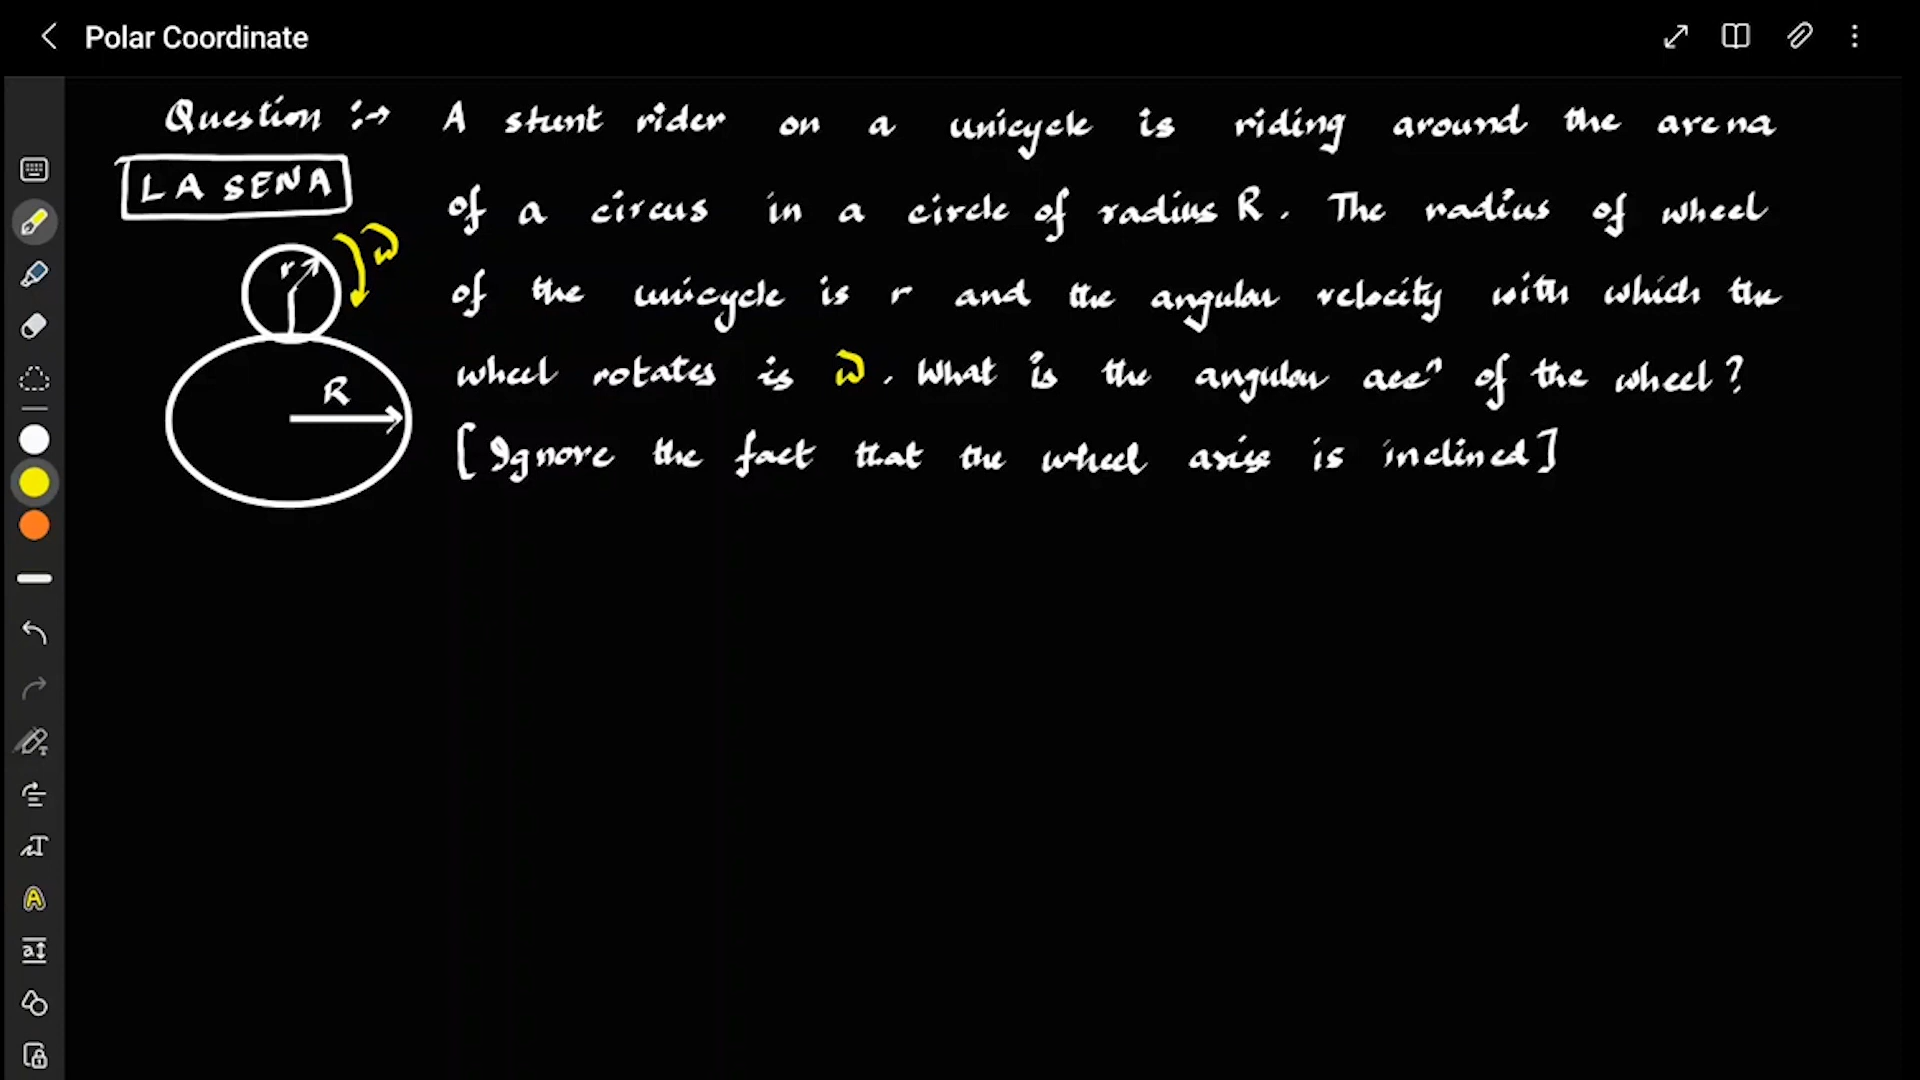 Polar Coordinate
Question :→ A stunt rider on a unicycle is riding around the arena
LA SENA
of a circus in a circle of radius R. The radius of wheel
of the unicycle is r and the angular velocity with which the
wheel rotates is ω⃗. What is the angular accⁿ of the wheel?
[Ignore the fact that the wheel axise is inclined]
ω⃗
r
R